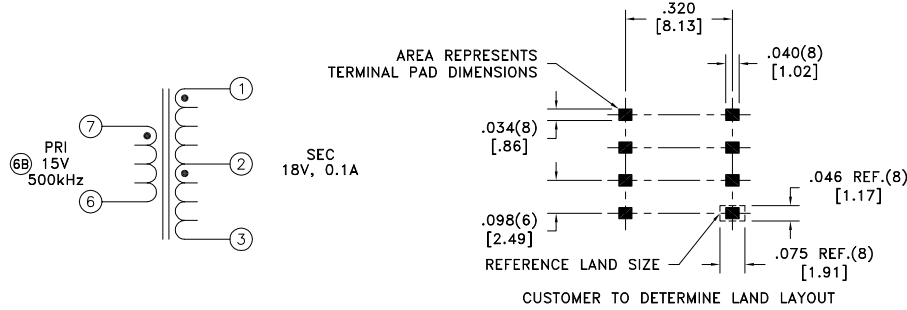 1
7
PRI
6B
15V
500kHz
2
SEC
18V, 0.1A
6
3
.320
[8.13]
AREA REPRESENTS
TERMINAL PAD DIMENSIONS
.040(8)
[1.02]
.034(8)
[.86]
.046 REF.(8)
[1.17]
.098(6)
[2.49]
REFERENCE LAND SIZE
.075 REF.(8)
[1.91]
CUSTOMER TO DETERMINE LAND LAYOUT